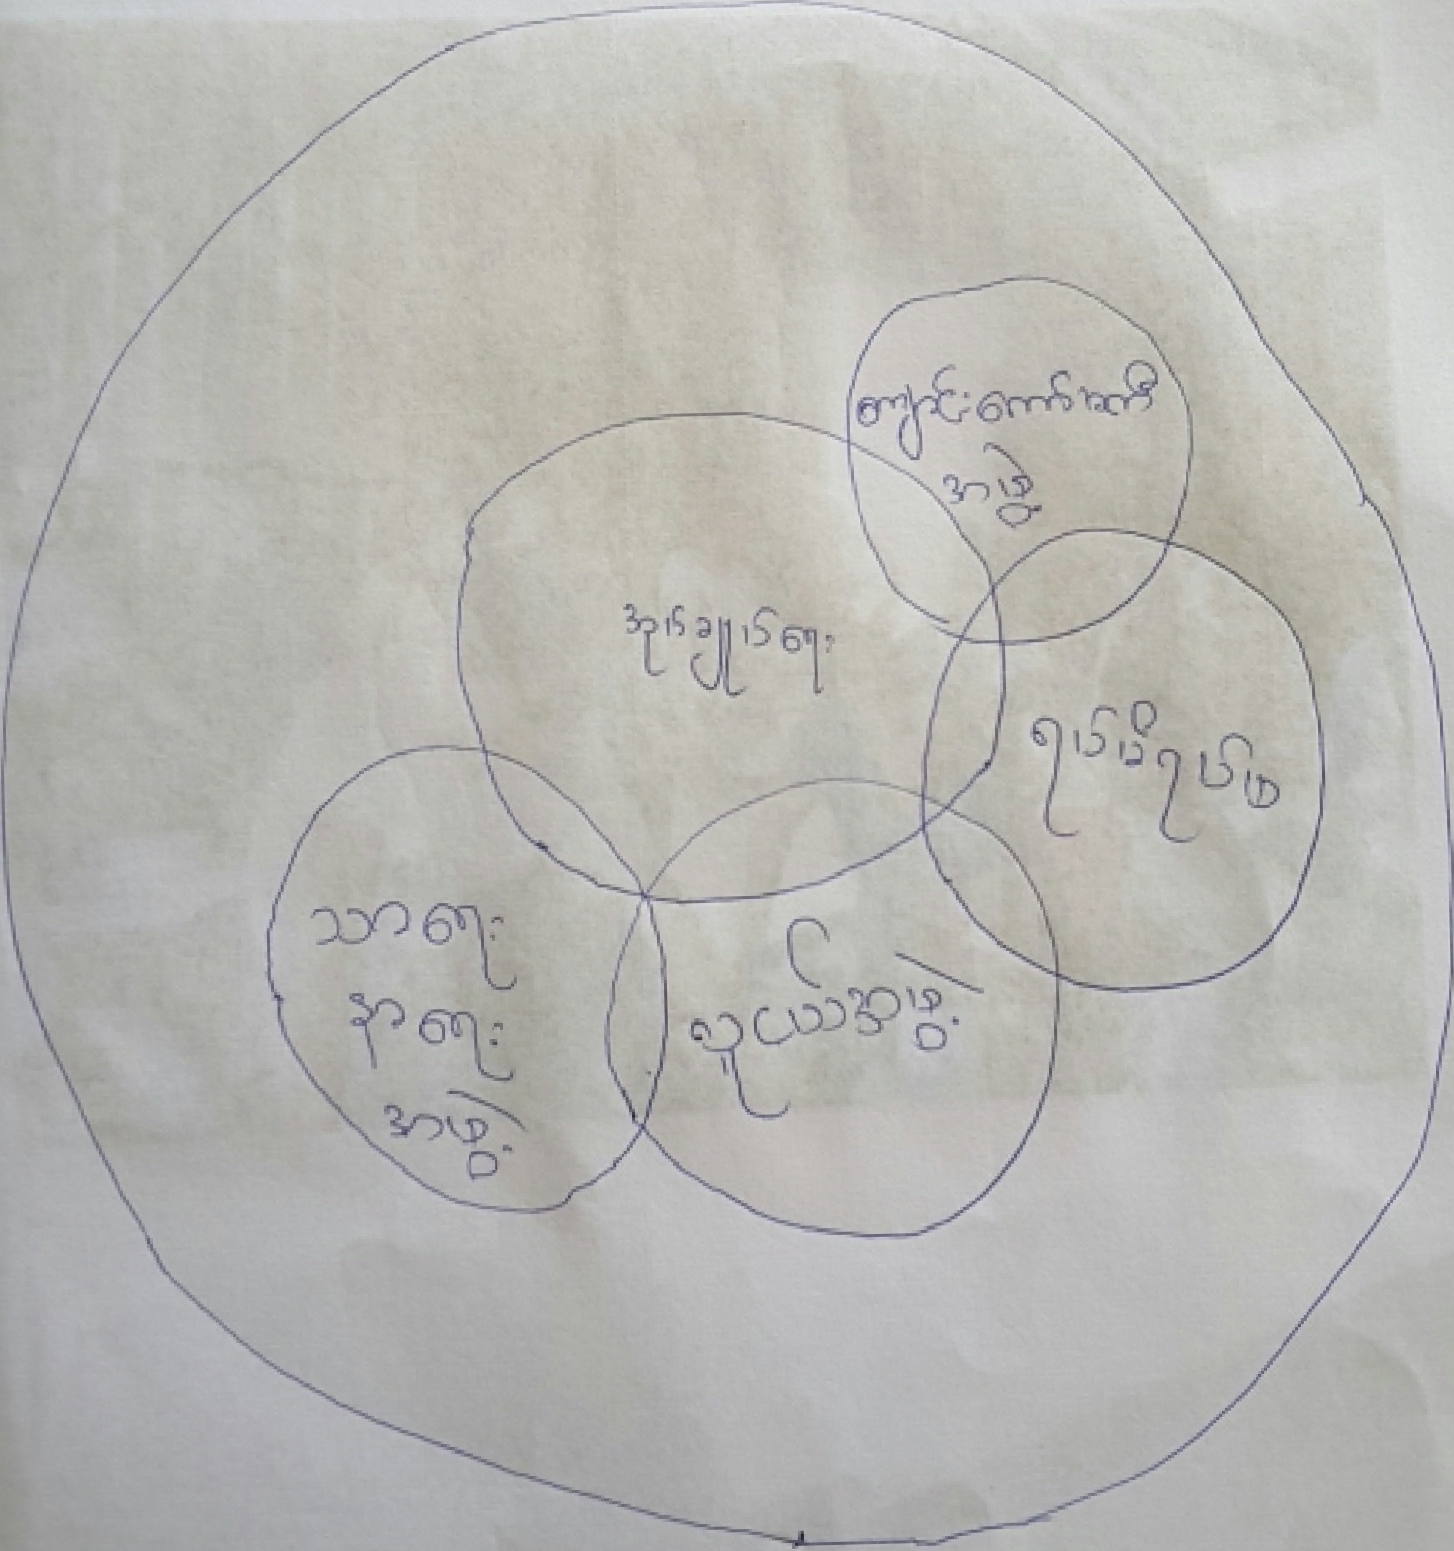 ကျောင်းကော်မတီ
အဖွဲ့
အုပ်ချုပ်ရေး
ရပ်မိရပ်ဖ
သာရေး
နာရေး
အဖွဲ့
လူငယ်အဖွဲ့